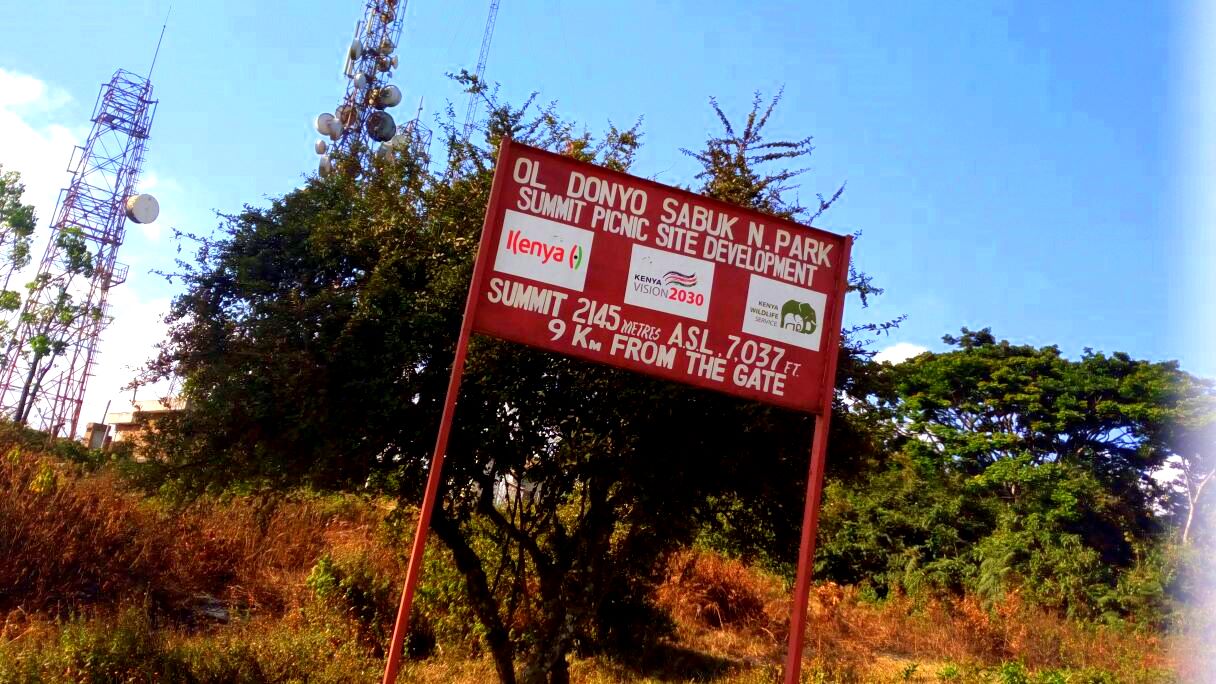 OL DONYO SABUK N. PARK
SUMMIT PICNIC SITE DEVELOPMENT
Kenya
KENYA
VISION 2030
KENYA
WILDLIFE
SERVICE
SUMMIT 2145 METRES A.S.L 7,037 FT.
9 KM FROM THE GATE